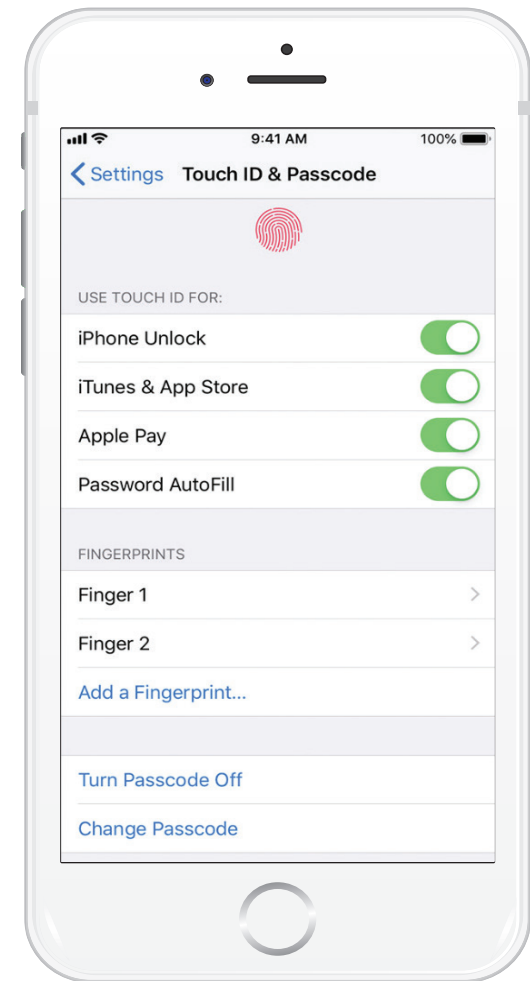 9:41 AM
100%
Settings
Touch ID & Passcode
USE TOUCH ID FOR:
iPhone Unlock
iTunes & App Store
Apple Pay
Password AutoFill
FINGERPRINTS
Finger 1
Finger 2
Add a Fingerprint...
Turn Passcode Off
Change Passcode